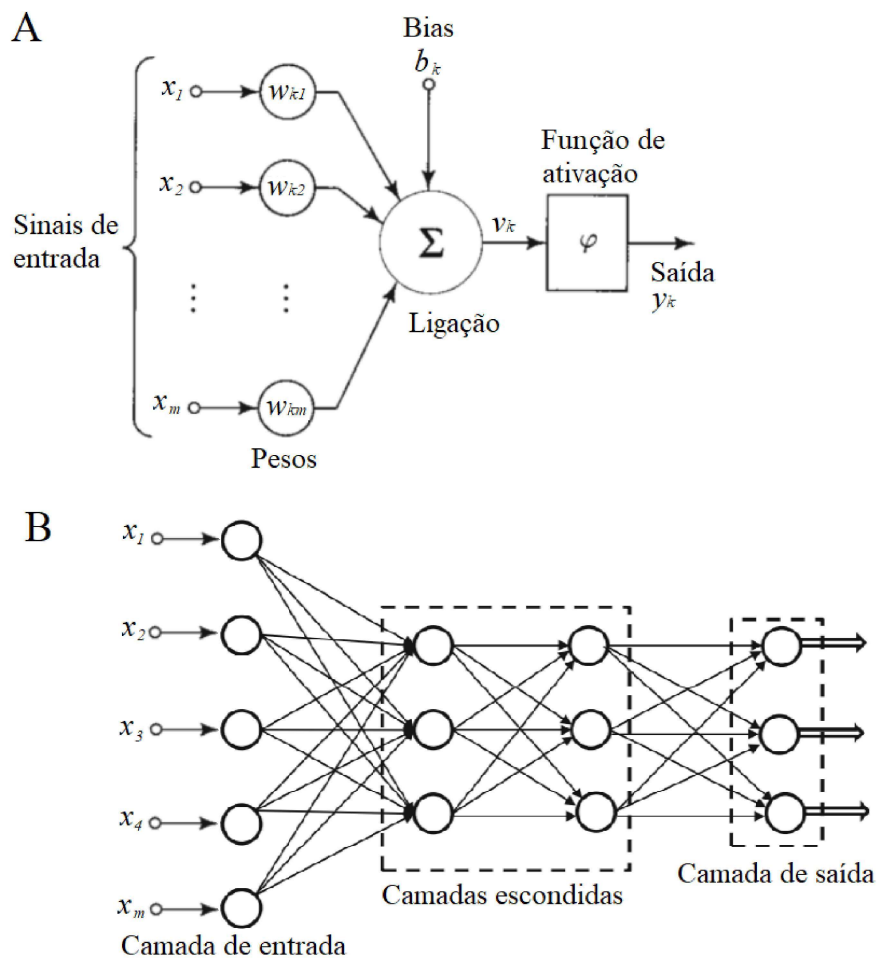 A
Bias
b_k
x_1
w_k1
Função de
ativação
x_2
w_k2
Sinais de
entrada
Σ
v_k
φ
Saída
y_k
⋮
⋮
Ligação
x_m
w_km
Pesos
B
x_1
x_2
x_3
x_4
x_m
Camadas escondidas
Camada de saída
Camada de entrada